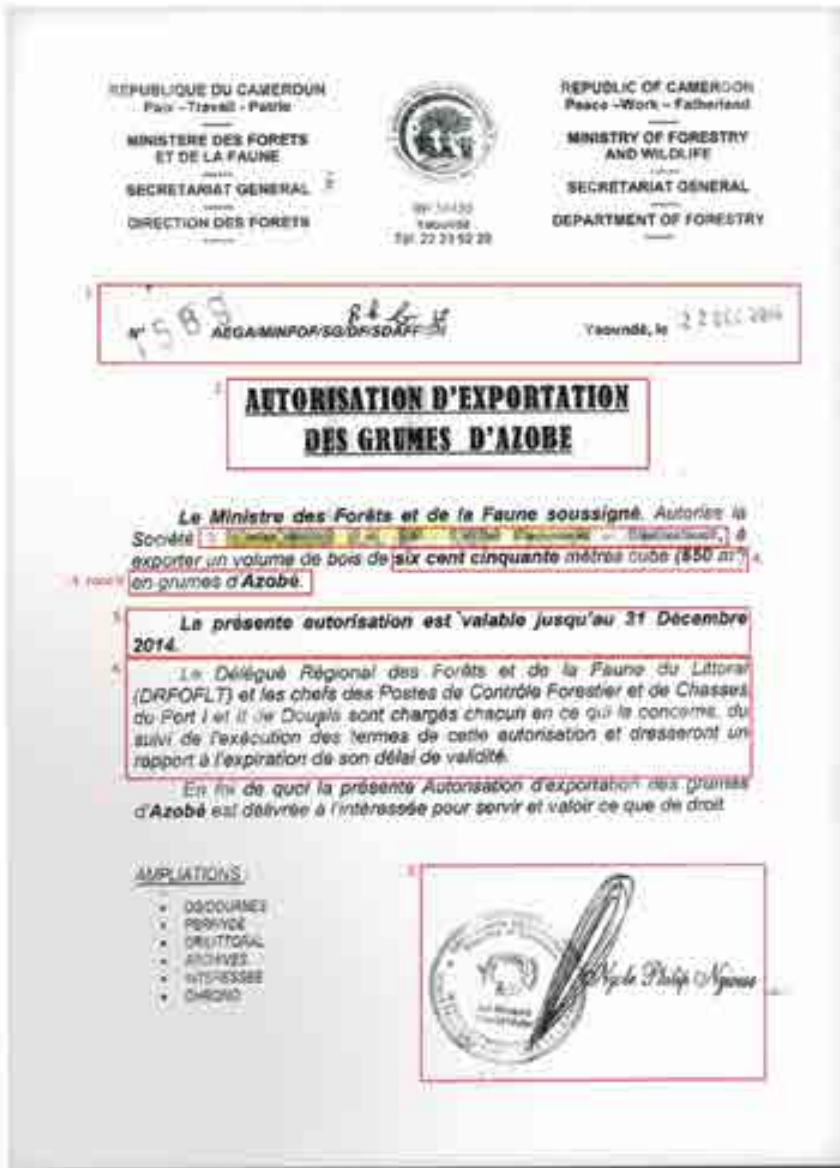 REPUBLIQUE DU CAMEROUN
Paix –Travail - Patrie
MINISTERE DES FORETS
ET DE LA FAUNE
SECRETARIAT GENERAL
DIRECTION DES FORETS
Yaoundé
Tél. 22 23 92 28
REPUBLIC OF CAMEROON
Peace –Work – Fatherland
MINISTRY OF FORESTRY
AND WILDLIFE
SECRETARIAT GENERAL
DEPARTMENT OF FORESTRY
N° 1589 AEGA/MINFOF/SG/DF/SDAFF Yaoundé, le 22 DEC 2014
AUTORISATION D'EXPORTATION
DES GRUMES D'AZOBE
Le Ministre des Forêts et de la Faune soussigné. Autorise la
Société à
exporter un volume de bois de six cent cinquante mètres cube (650 m³)
en grumes d'Azobé.
La présente autorisation est valable jusqu'au 31 Décembre
2014.
Le Délégué Régional des Forêts et de la Faune du Littoral
(DRFOFLT) et les chefs des Postes de Contrôle Forestier et de Chasses
du Port I et II de Douala sont chargés chacun en ce qui le concerne, du
suivi de l'exécution des termes de cette autorisation et dresseront un
rapport à l'expiration de son délai de validité.
En foi de quoi la présente Autorisation d'exportation des grumes
d'Azobé est délivrée à l'intéressée pour servir et valoir ce que de droit
AMPLIATIONS
ARCHIVES
INTERESSEE
CHRONO
Ngole Philip Ngwese